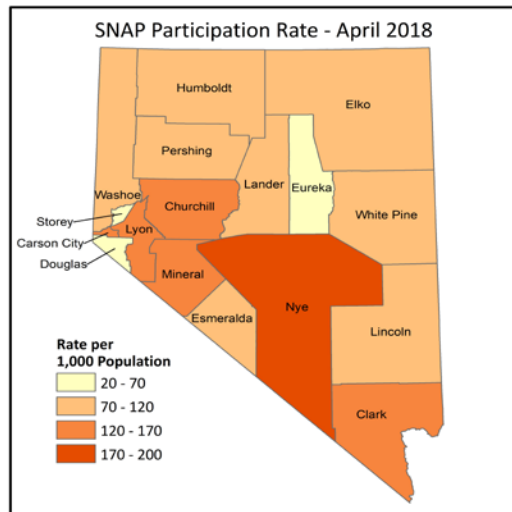 SNAP Participation Rate - April 2018
Humboldt
Elko
Pershing
Washoe
Lander
Eureka
Storey
Churchill
White Pine
Lyon
Carson City
Douglas
Mineral
Nye
Esmeralda
Lincoln
Clark
Rate per
1,000 Population
20 - 70
70 - 120
120 - 170
170 - 200